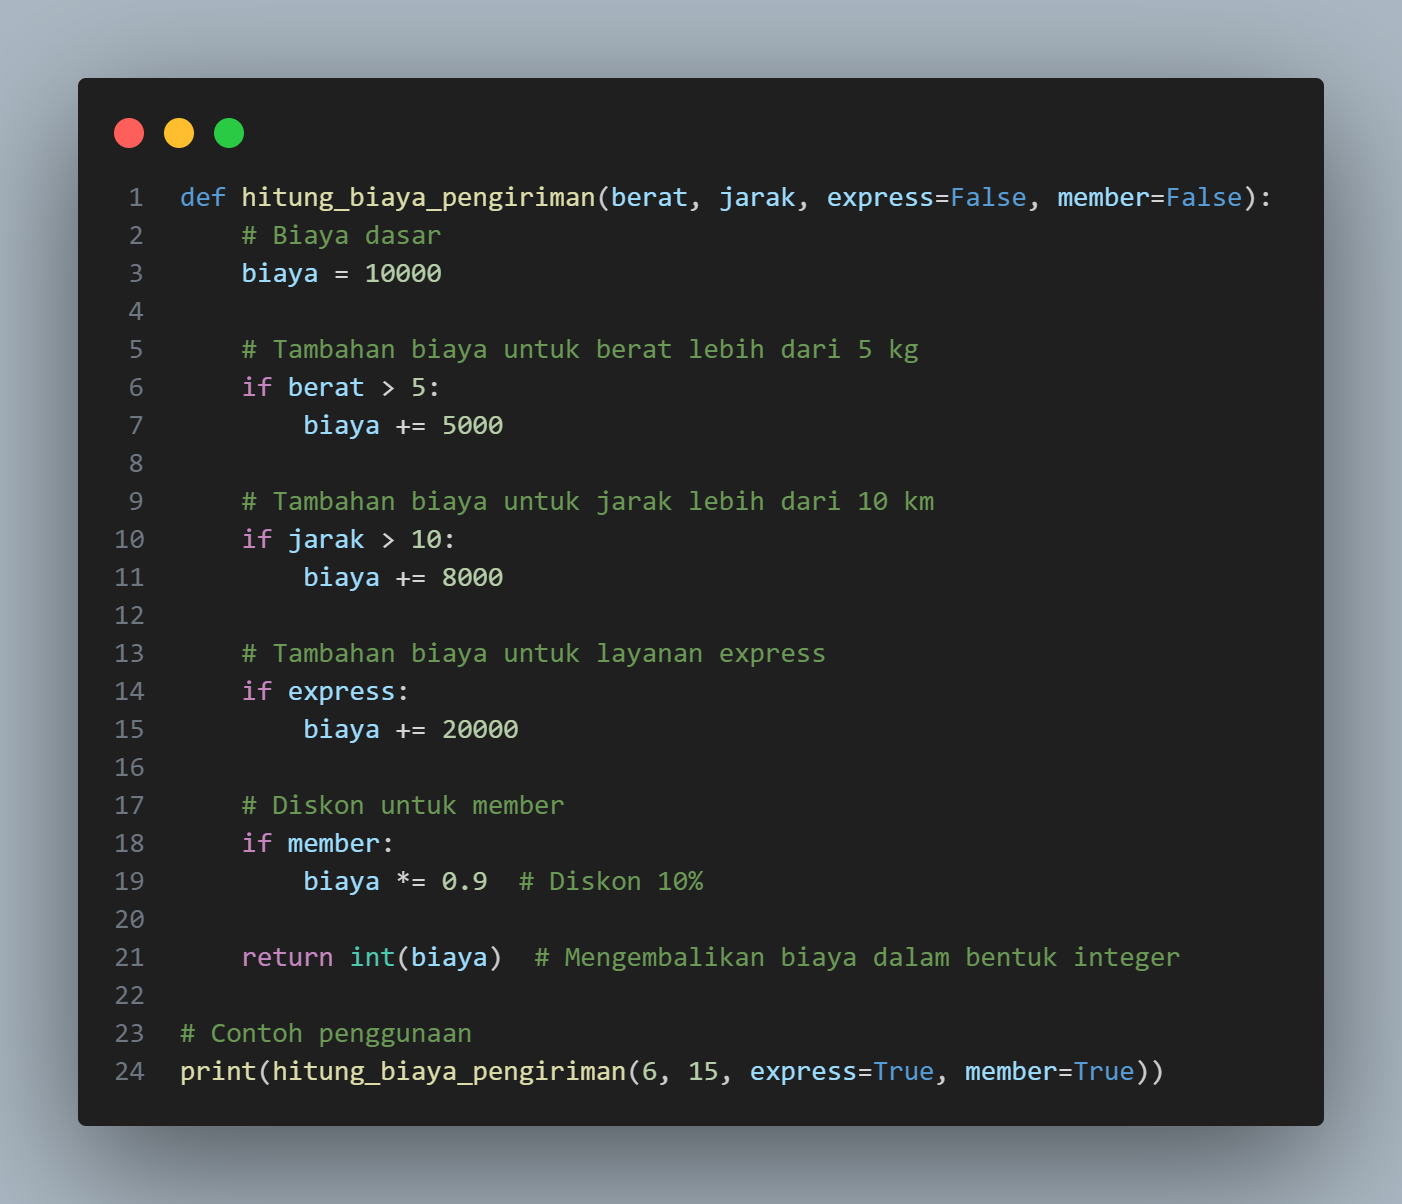 1 def hitung_biaya_pengiriman(berat, jarak, express=False, member=False):
2     # Biaya dasar
3     biaya = 10000
4
5     # Tambahan biaya untuk berat lebih dari 5 kg
6     if berat > 5:
7         biaya += 5000
8
9     # Tambahan biaya untuk jarak lebih dari 10 km
10     if jarak > 10:
11         biaya += 8000
12
13     # Tambahan biaya untuk layanan express
14     if express:
15         biaya += 20000
16
17     # Diskon untuk member
18     if member:
19         biaya *= 0.9  # Diskon 10%
20
21     return int(biaya)  # Mengembalikan biaya dalam bentuk integer
22
23 # Contoh penggunaan
24 print(hitung_biaya_pengiriman(6, 15, express=True, member=True))